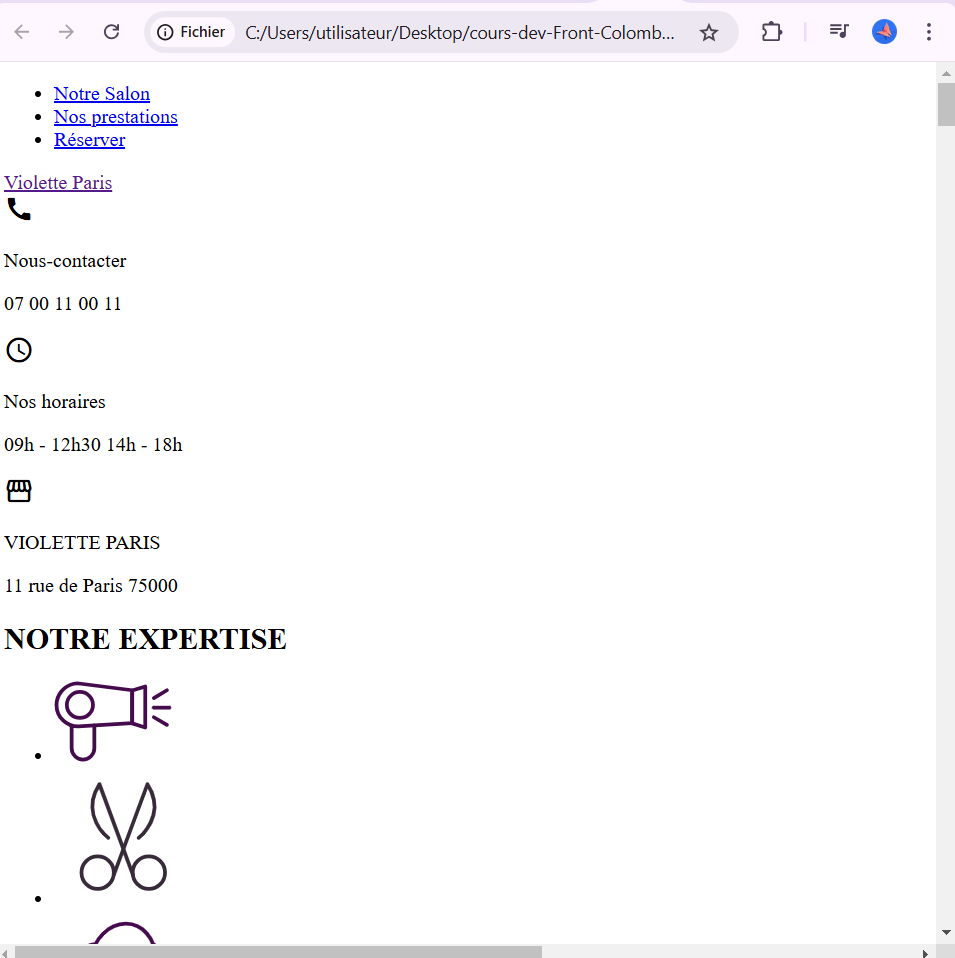 Fichier
C:/Users/utilisateur/Desktop/cours-dev-Front-Colomb...
Notre Salon
Nos prestations
Réserver
Violette Paris
Nous-contacter
07 00 11 00 11
Nos horaires
09h - 12h30 14h - 18h
VIOLETTE PARIS
11 rue de Paris 75000
NOTRE EXPERTISE